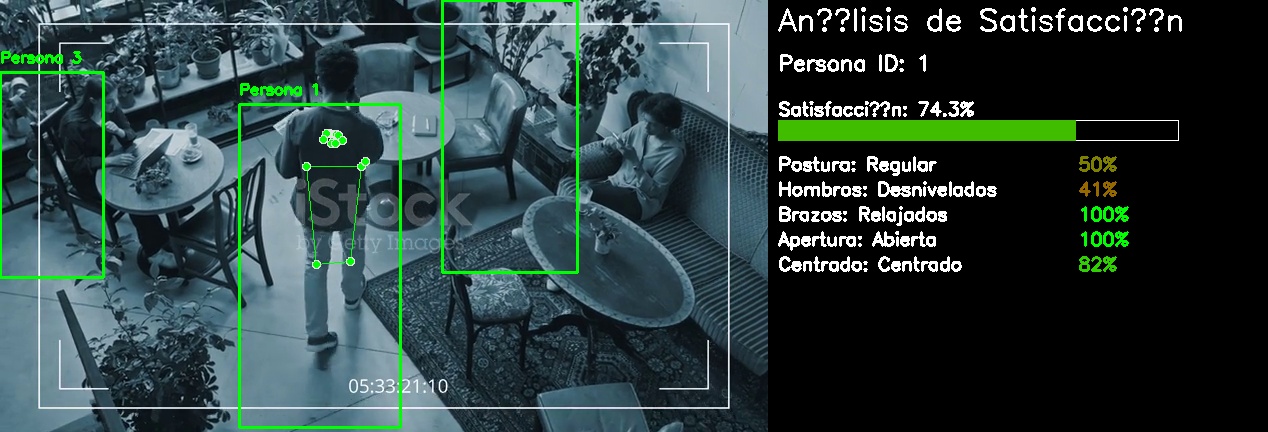 Persona 3
Persona 1
iStock
by Getty Images
05:33:21:10
An??lisis de Satisfacci??n
Persona ID: 1
Satisfacci??n: 74.3%
Postura: Regular 50%
Hombros: Desnivelados 41%
Brazos: Relajados 100%
Apertura: Abierta 100%
Centrado: Centrado 82%